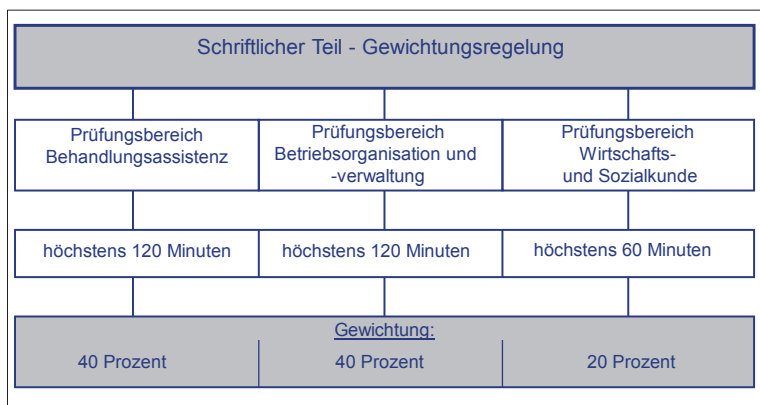 Schriftlicher Teil - Gewichtungsregelung
Prüfungsbereich
Behandlungsassistenz
Prüfungsbereich
Betriebsorganisation und
-verwaltung
Prüfungsbereich
Wirtschafts-
und Sozialkunde
höchstens 120 Minuten
höchstens 120 Minuten
höchstens 60 Minuten
Gewichtung:
40 Prozent
40 Prozent
20 Prozent